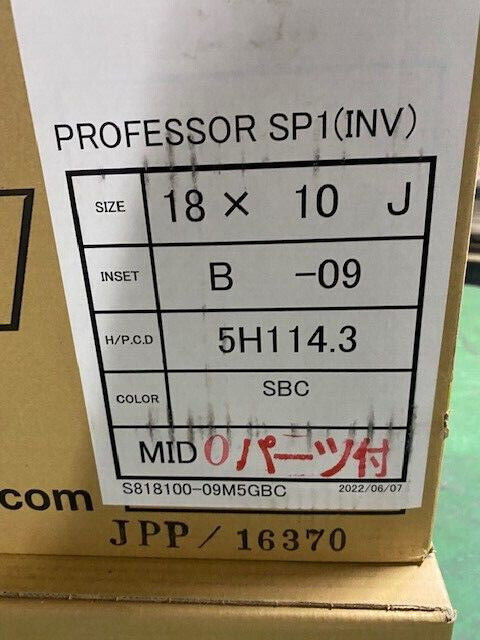 PROFESSOR SP1(INV)
SIZE 18 × 10 J
INSET B -09
H/P.C.D 5H114.3
COLOR SBC
MID 0パーツ付
S818100-09M5GBC 2022/06/07
.com
JPP/16370